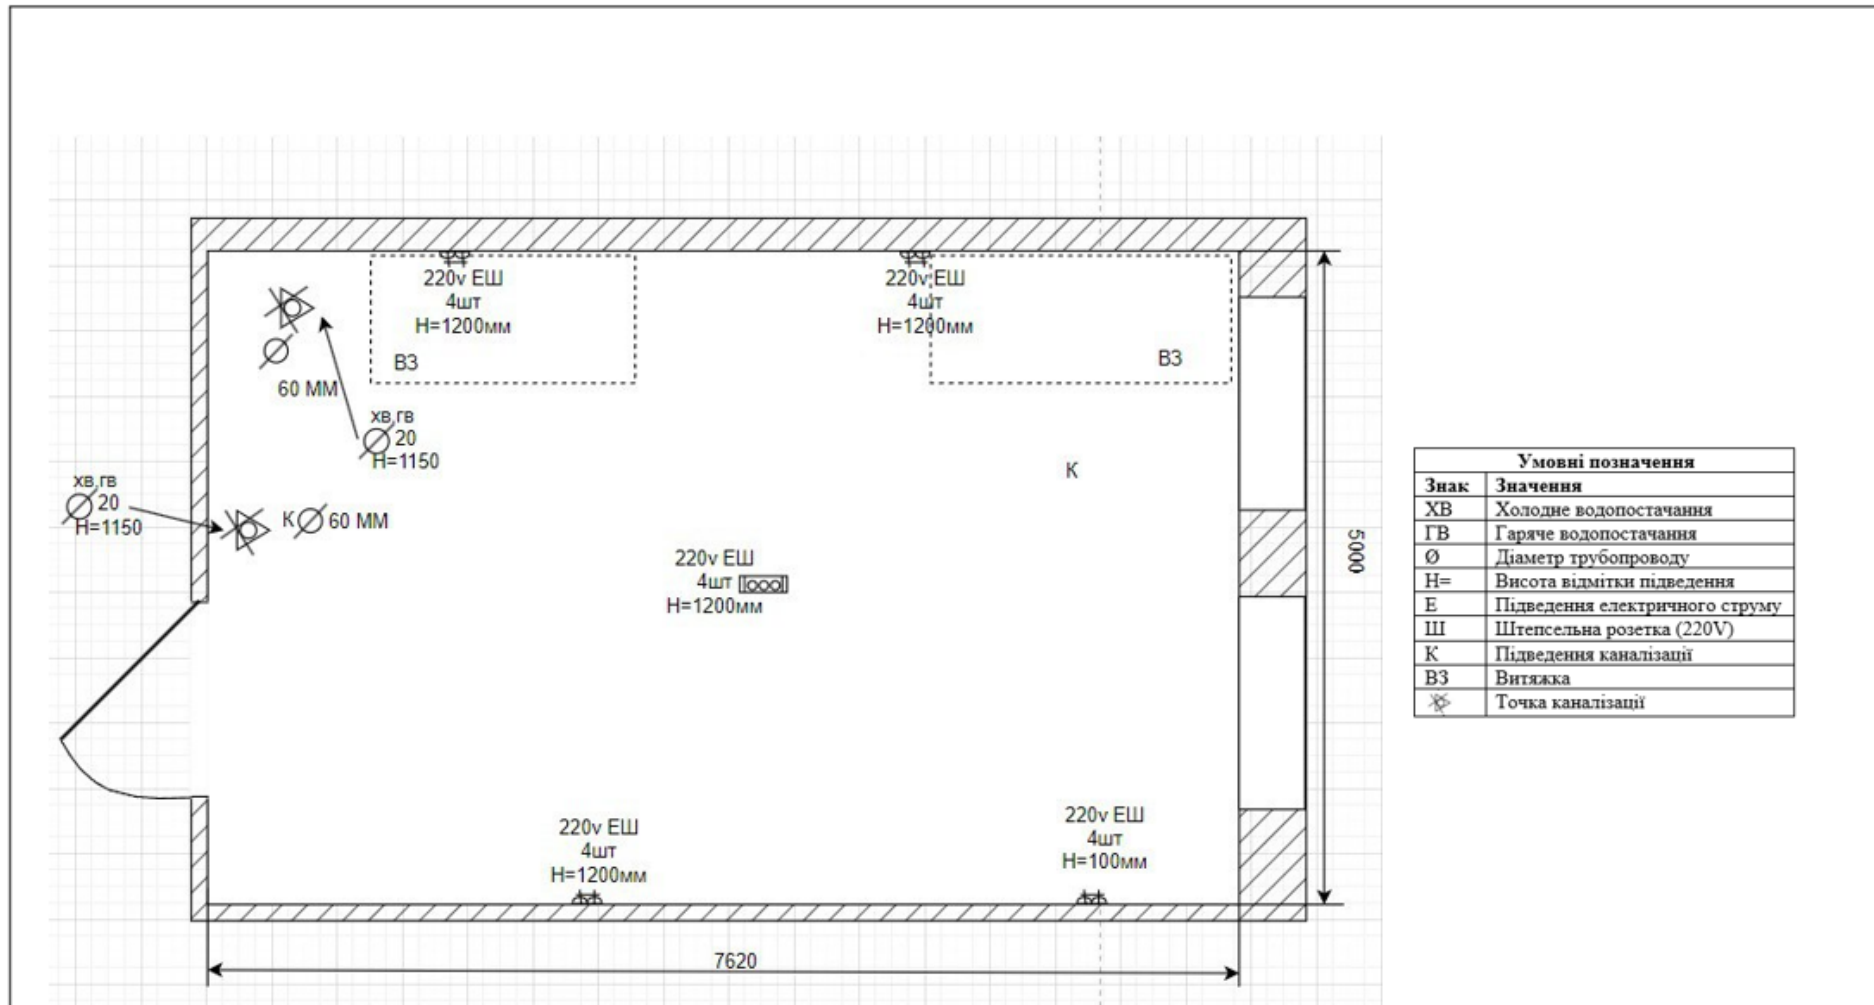 220v ЕШ
4шт
H=1200мм
ВЗ
220v ЕШ
4шт
H=1200мм
ВЗ
60 ММ
хв,гв
20
H=1150
хв,гв
20
H=1150
К
60 ММ
К
220v ЕШ
4шт
H=1200мм
5000
220v ЕШ
4шт
H=1200мм
220v ЕШ
4шт
H=100мм
7620
Умовні позначення
Знак Значення
ХВ Холодне водопостачання
ГВ Гаряче водопостачання
Ø Діаметр трубопроводу
Н= Висота відмітки підведення
Е Підведення електричного струму
Ш Штепсельна розетка (220V)
К Підведення каналізації
ВЗ Витяжка
Точка каналізації